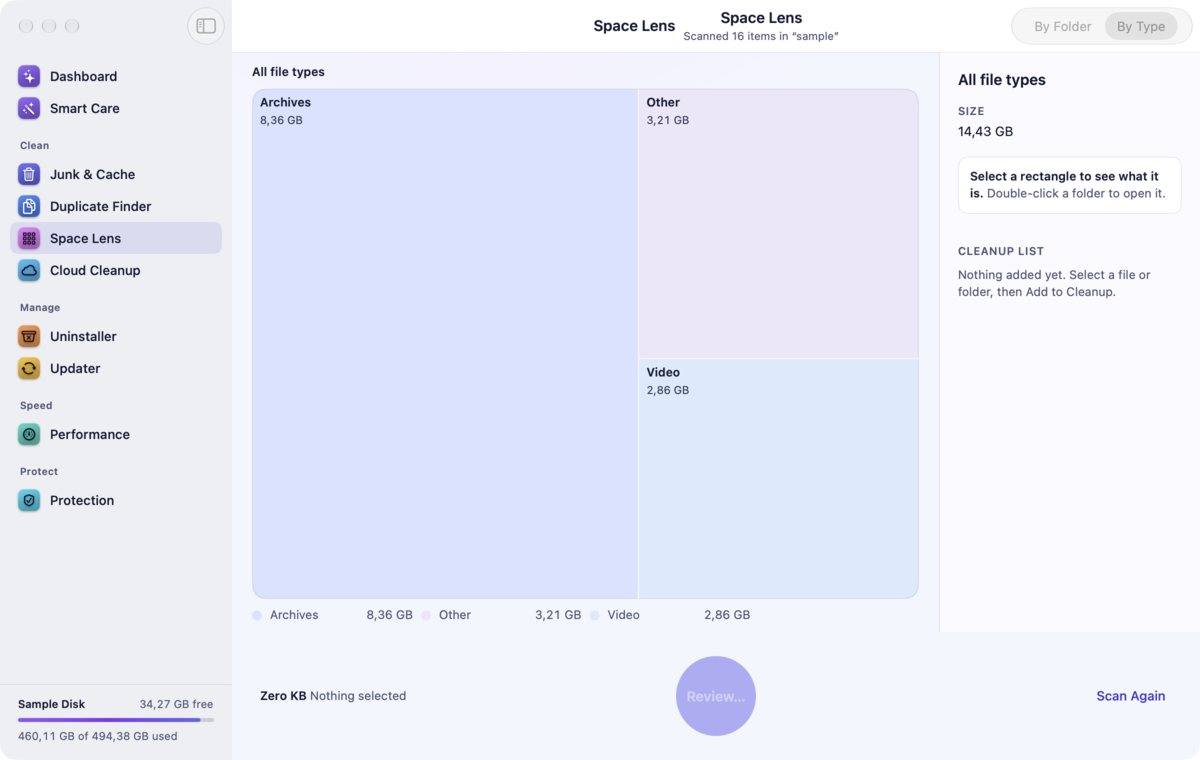 Dashboard
Smart Care
Clean
Junk & Cache
Duplicate Finder
Space Lens
Cloud Cleanup
Manage
Uninstaller
Updater
Speed
Performance
Protect
Protection
Sample Disk 34,27 GB free
460,11 GB of 494,38 GB used
Space Lens
Space Lens
Scanned 16 items in “sample”
By Folder By Type
All file types
Archives
8,36 GB
Other
3,21 GB
Video
2,86 GB
Archives 8,36 GB Other 3,21 GB Video 2,86 GB
All file types
SIZE
14,43 GB
Select a rectangle to see what it
is. Double-click a folder to open it.
CLEANUP LIST
Nothing added yet. Select a file or
folder, then Add to Cleanup.
Zero KB Nothing selected
Review...
Scan Again